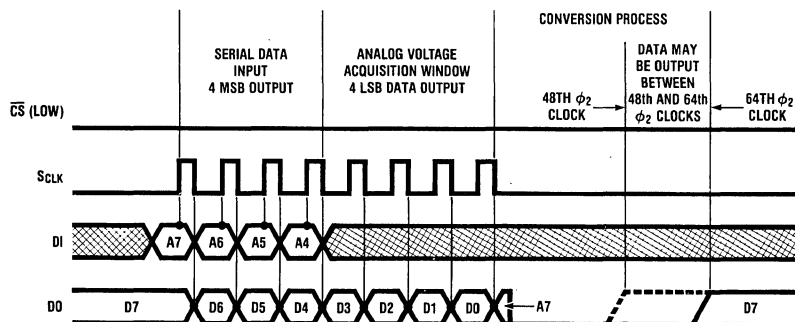 CONVERSION PROCESS
SERIAL DATA
INPUT
4 MSB OUTPUT
ANALOG VOLTAGE
ACQUISITION WINDOW
4 LSB DATA OUTPUT
DATA MAY
BE OUTPUT
BETWEEN
48th AND 64th
ϕ2 CLOCKS
48TH ϕ2
CLOCK
64TH ϕ2
CLOCK
CS (LOW)
SCLK
DI
A7 A6 A5 A4
DO
D7 D6 D5 D4 D3 D2 D1 D0 A7 D7